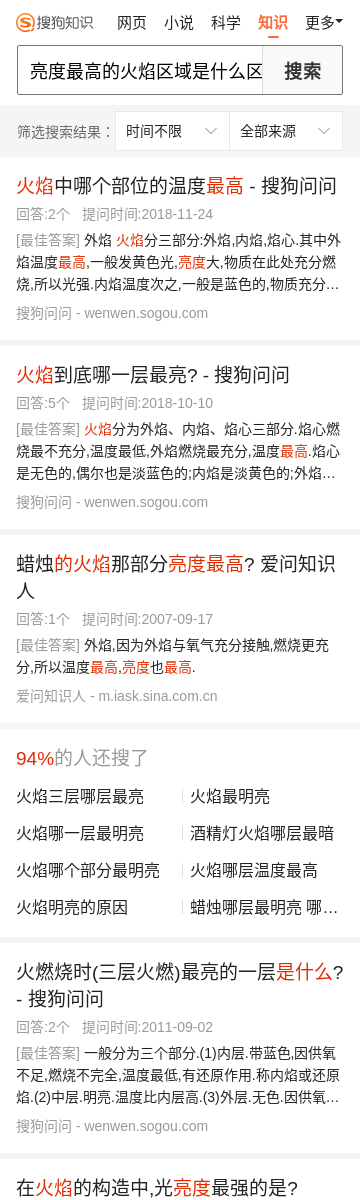 搜狗知识 网页 小说 科学 知识 更多
亮度最高的火焰区域是什么区 搜索
筛选搜索结果： 时间不限 全部来源
火焰中哪个部位的温度最高 - 搜狗问问
回答:2个 提问时间:2018-11-24
[最佳答案] 外焰 火焰分三部分:外焰,内焰,焰心.其中外
焰温度最高,一般发黄色光,亮度大,物质在此处充分燃
烧,所以光强.内焰温度次之,一般是蓝色的,物质充分…
搜狗问问 - wenwen.sogou.com
火焰到底哪一层最亮? - 搜狗问问
回答:5个 提问时间:2018-10-10
[最佳答案] 火焰分为外焰、内焰、焰心三部分.焰心燃
烧最不充分,温度最低,外焰燃烧最充分,温度最高.焰心
是无色的,偶尔也是淡蓝色的;内焰是淡黄色的;外焰…
搜狗问问 - wenwen.sogou.com
蜡烛的火焰那部分亮度最高? 爱问知识
人
回答:1个 提问时间:2007-09-17
[最佳答案] 外焰,因为外焰与氧气充分接触,燃烧更充
分,所以温度最高,亮度也最高.
爱问知识人 - m.iask.sina.com.cn
94%的人还搜了
火焰三层哪层最亮 火焰最明亮
火焰哪一层最明亮 酒精灯火焰哪层最暗
火焰哪个部分最明亮 火焰哪层温度最高
火焰明亮的原因 蜡烛哪层最明亮 哪…
火燃烧时(三层火燃)最亮的一层是什么?
- 搜狗问问
回答:2个 提问时间:2011-09-02
[最佳答案] 一般分为三个部分.(1)内层.带蓝色,因供氧
不足,燃烧不完全,温度最低,有还原作用.称内焰或还原
焰.(2)中层.明亮.温度比内层高.(3)外层.无色.因供氧…
搜狗问问 - wenwen.sogou.com
在火焰的构造中,光亮度最强的是?